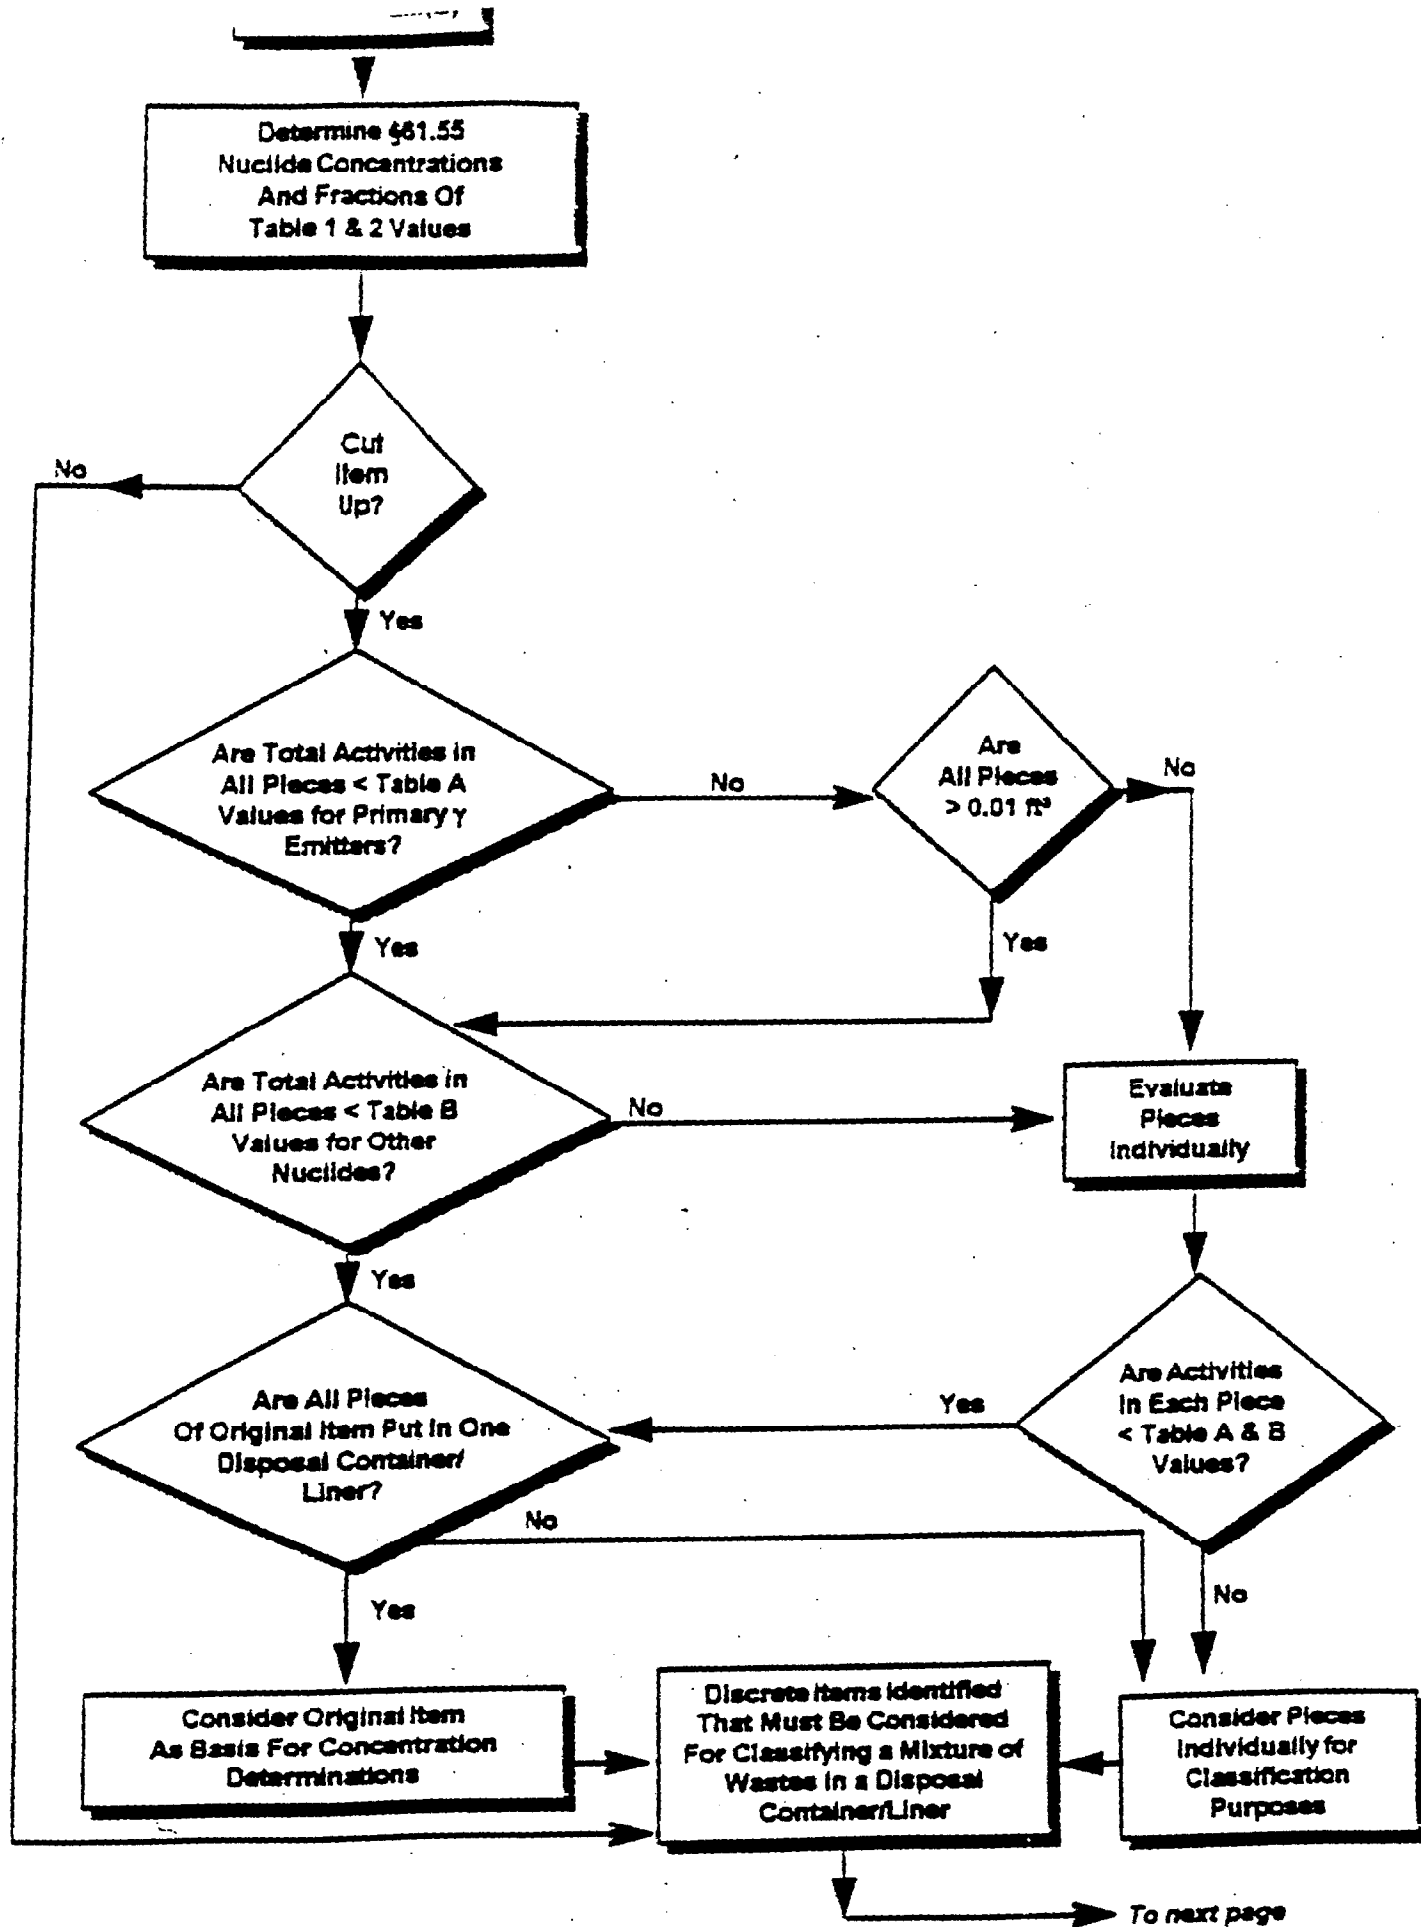 Determine §61.55
Nuclide Concentrations
And Fractions Of
Table 1 & 2 Values
Cut
Item
Up?
No
Yes
Are Total Activities in
All Pieces < Table A
Values for Primary γ
Emitters?
No
Are
All Pieces
> 0.01 ft³
No
Yes
Yes
Are Total Activities in
All Pieces < Table B
Values for Other
Nuclides?
No
Evaluate
Pieces
Individually
Yes
Are All Pieces
Of Original Item Put In One
Disposal Container/
Liner?
Yes
Are Activities
In Each Piece
< Table A & B
Values?
No
No
Yes
Consider Original Item
As Basis For Concentration
Determinations
Discrete Items Identified
That Must Be Considered
For Classifying a Mixture of
Wastes in a Disposal
Container/Liner
Consider Pieces
Individually for
Classification
Purposes
To next page